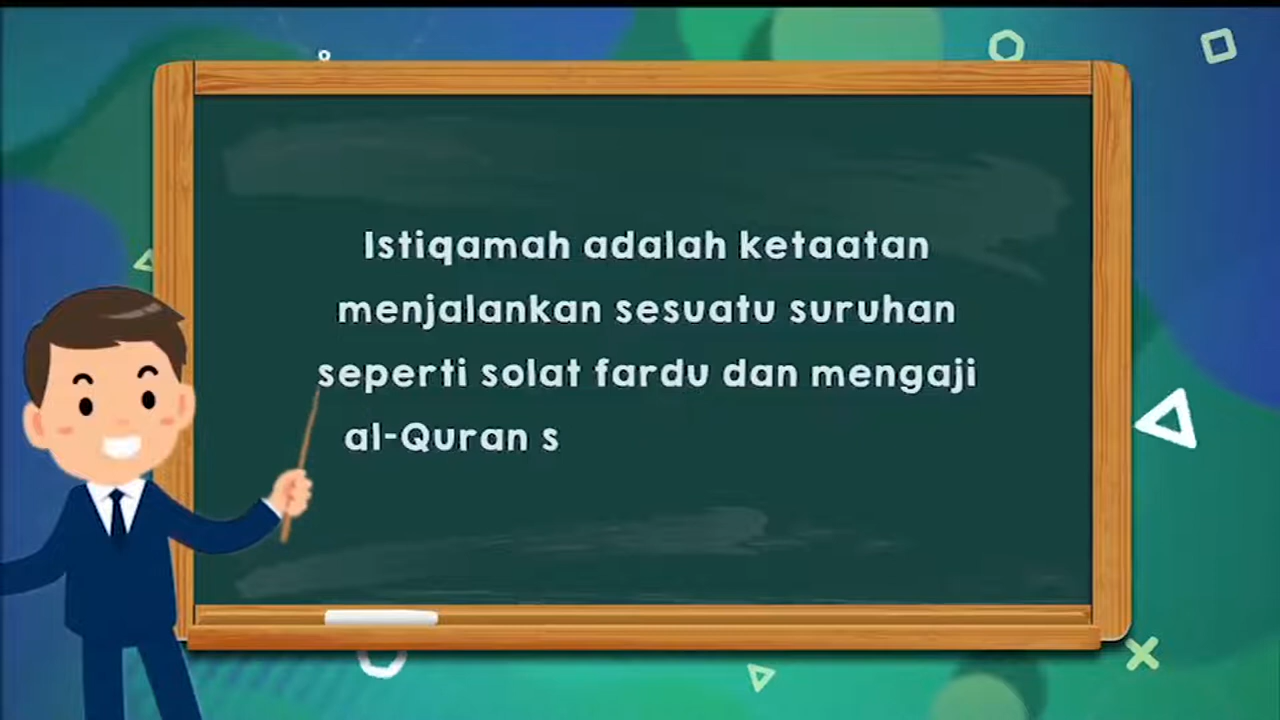 Istiqamah adalah ketaatan
menjalankan sesuatu suruhan
seperti solat fardu dan mengaji
al-Quran s